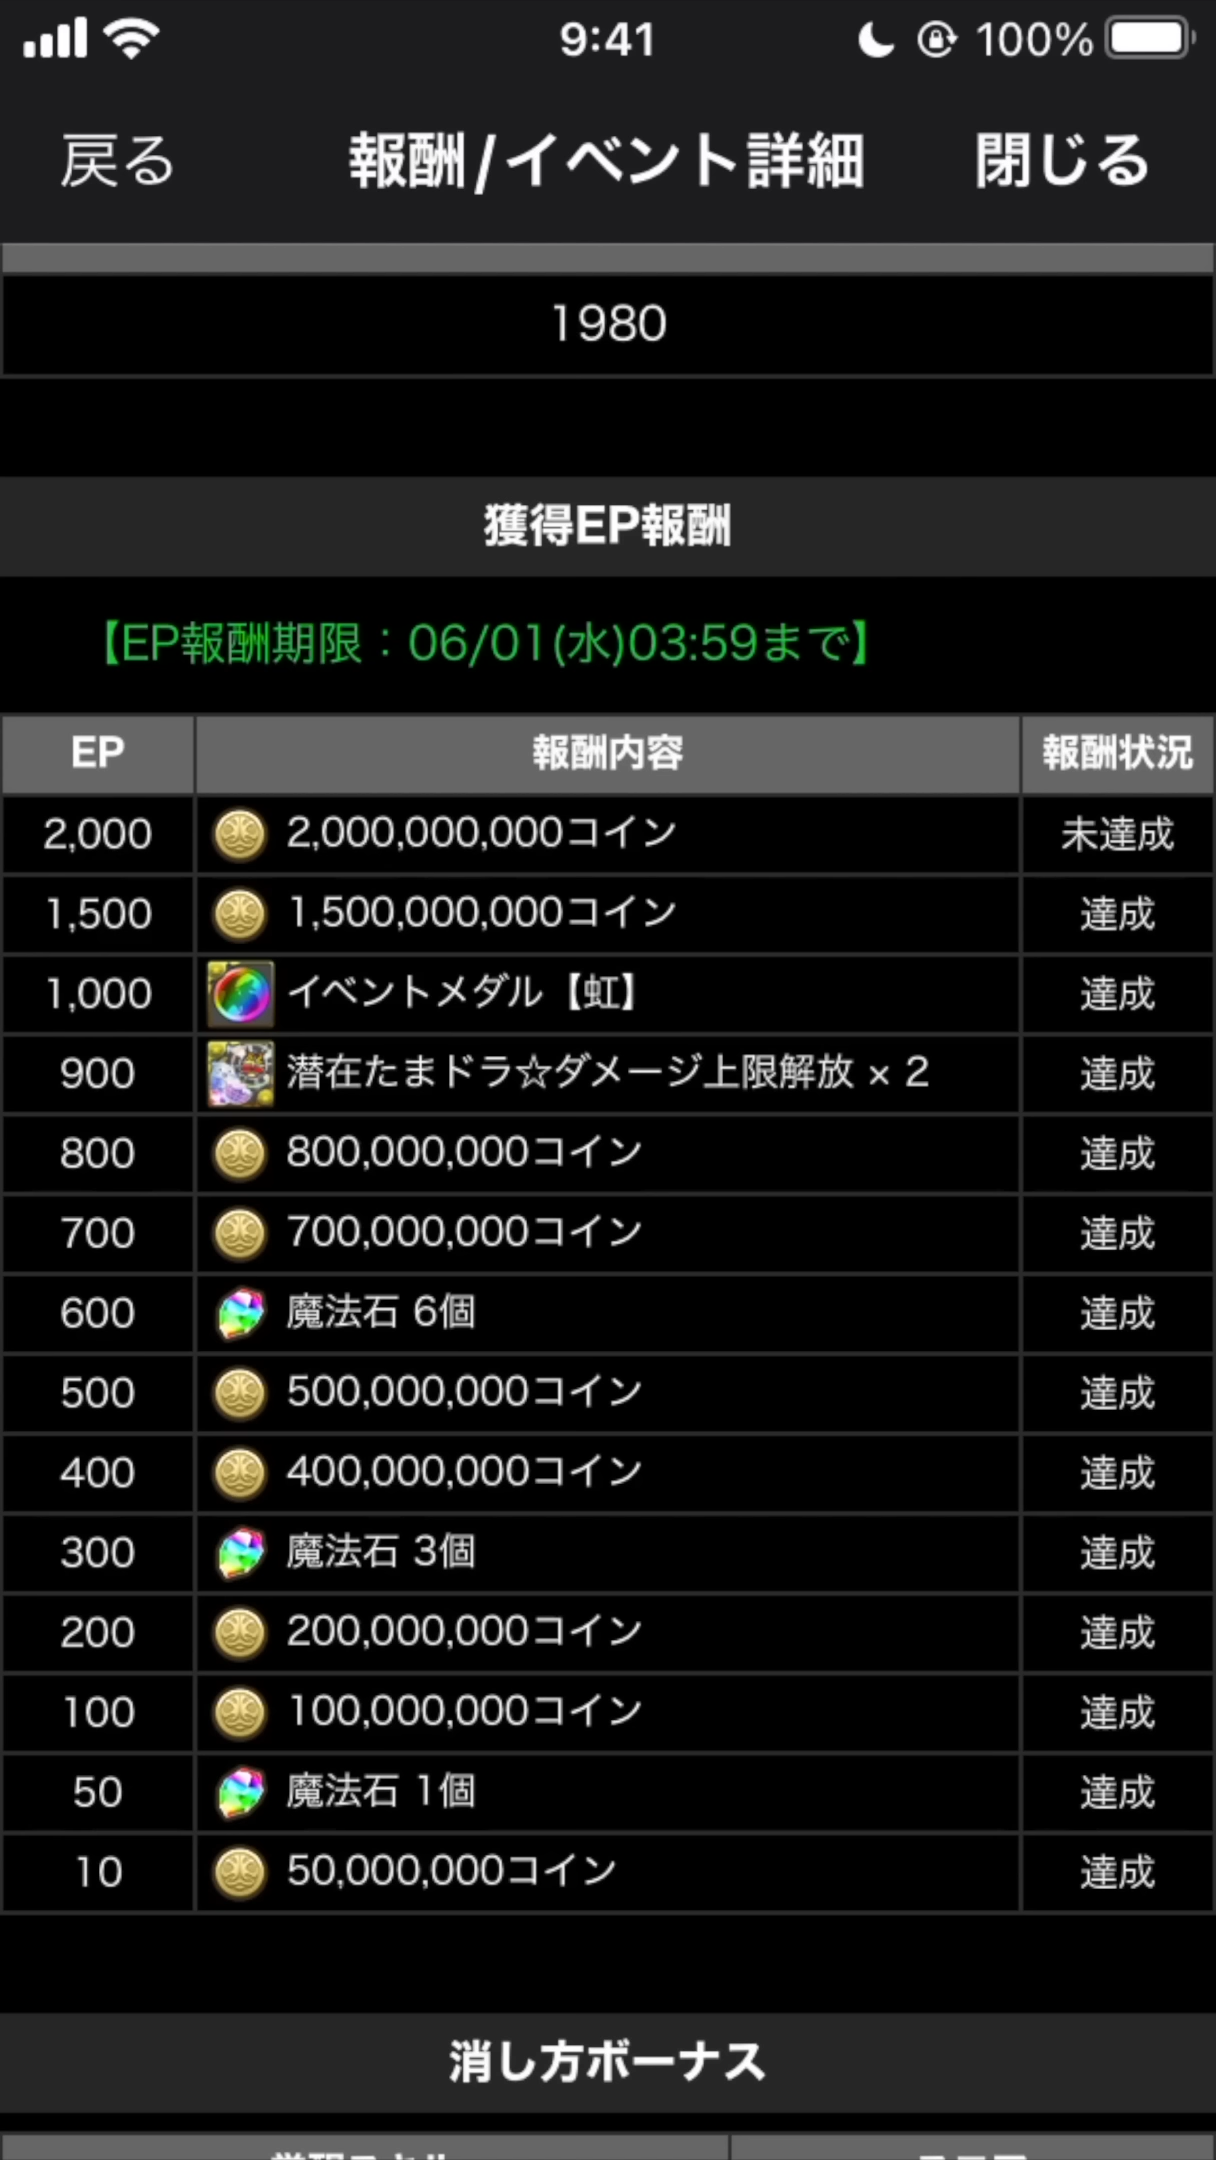 9:41
100%
戻る 報酬/イベント詳細 閉じる
1980
獲得EP報酬
【EP報酬期限：06/01(水)03:59まで】
EP 報酬内容 報酬状況
2,000 2,000,000,000コイン 未達成
1,500 1,500,000,000コイン 達成
1,000 イベントメダル【虹】 達成
900 潜在たまドラ☆ダメージ上限解放 × 2 達成
800 800,000,000コイン 達成
700 700,000,000コイン 達成
600 魔法石 6個 達成
500 500,000,000コイン 達成
400 400,000,000コイン 達成
300 魔法石 3個 達成
200 200,000,000コイン 達成
100 100,000,000コイン 達成
50 魔法石 1個 達成
10 50,000,000コイン 達成
消し方ボーナス